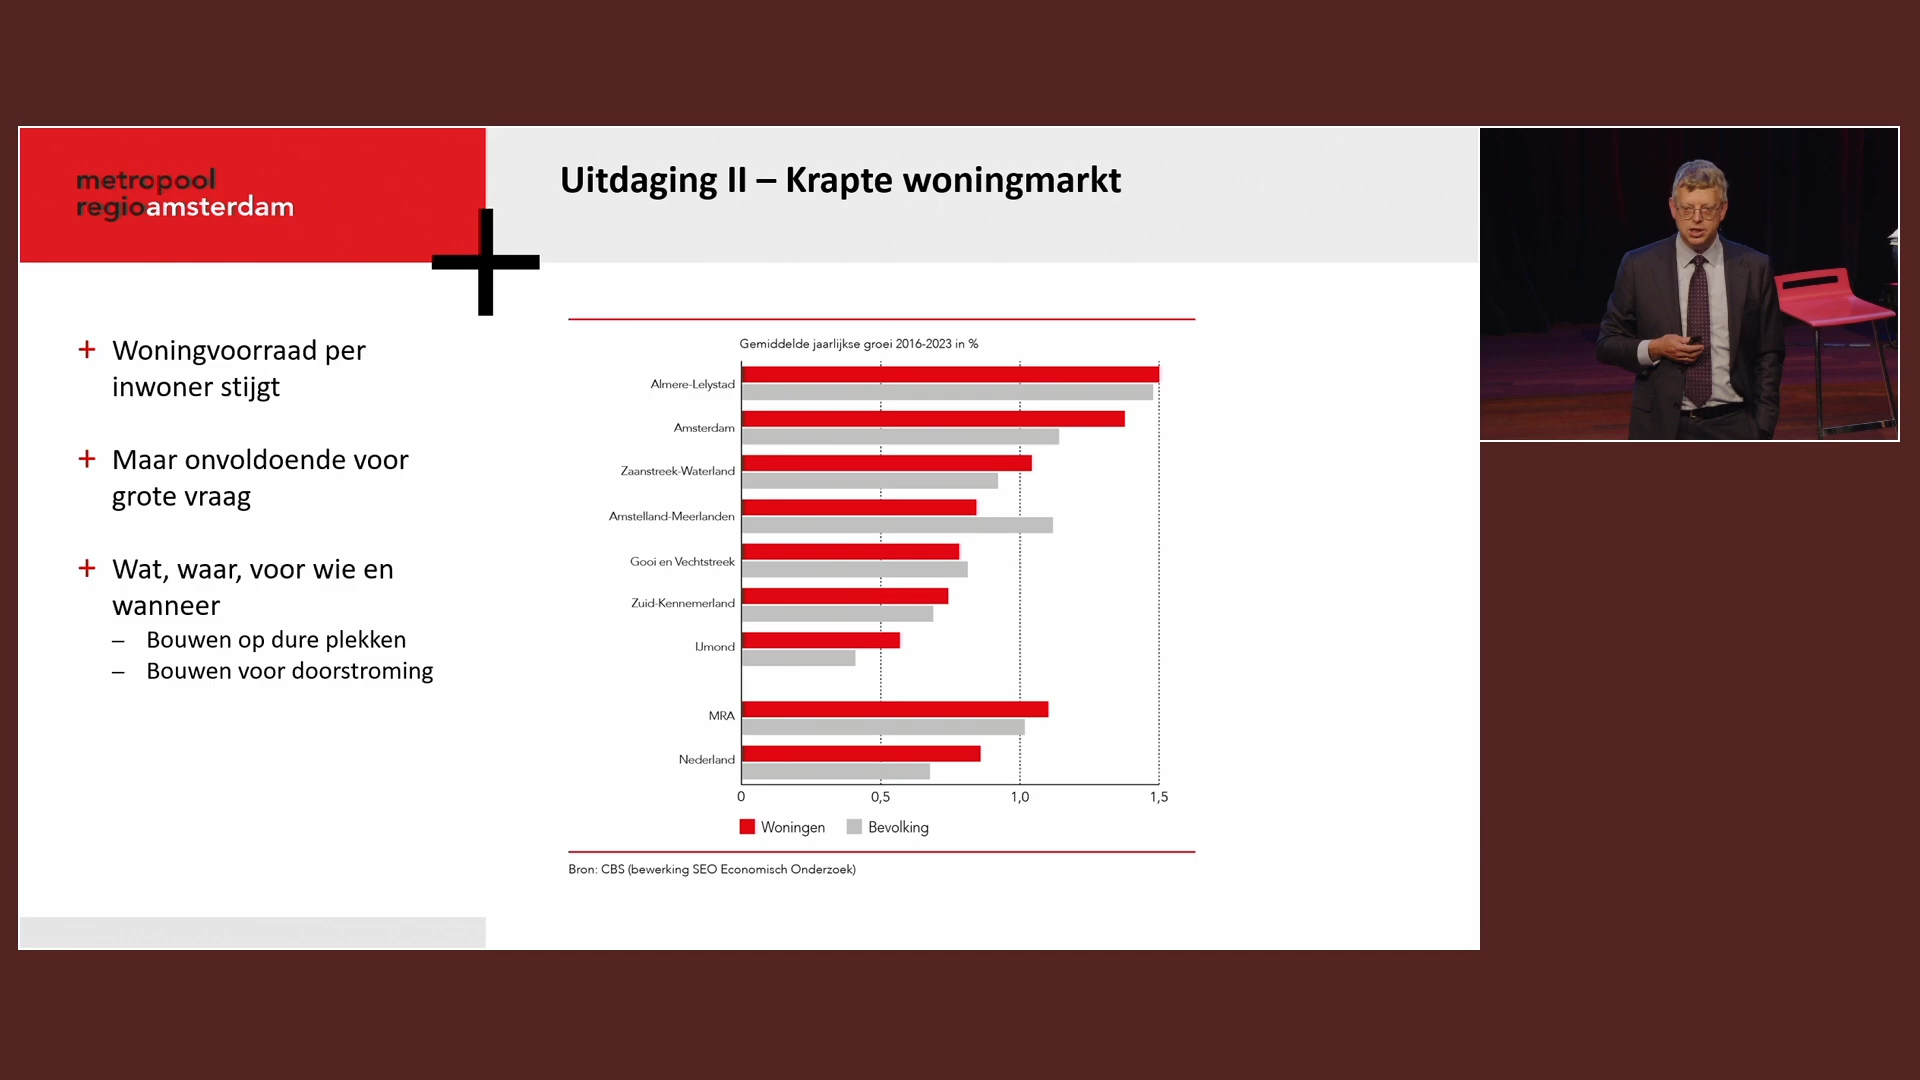 metropool
regioamsterdam
Uitdaging II – Krapte woningmarkt
+ Woningvoorraad per
inwoner stijgt
+ Maar onvoldoende voor
grote vraag
+ Wat, waar, voor wie en
wanneer
– Bouwen op dure plekken
– Bouwen voor doorstroming
Gemiddelde jaarlijkse groei 2016-2023 in %
Almere-Lelystad
Amsterdam
Zaanstreek-Waterland
Amstelland-Meerlanden
Gooi en Vechtstreek
Zuid-Kennemerland
IJmond
MRA
Nederland
0 0,5 1,0 1,5
Woningen Bevolking
Bron: CBS (bewerking SEO Economisch Onderzoek)